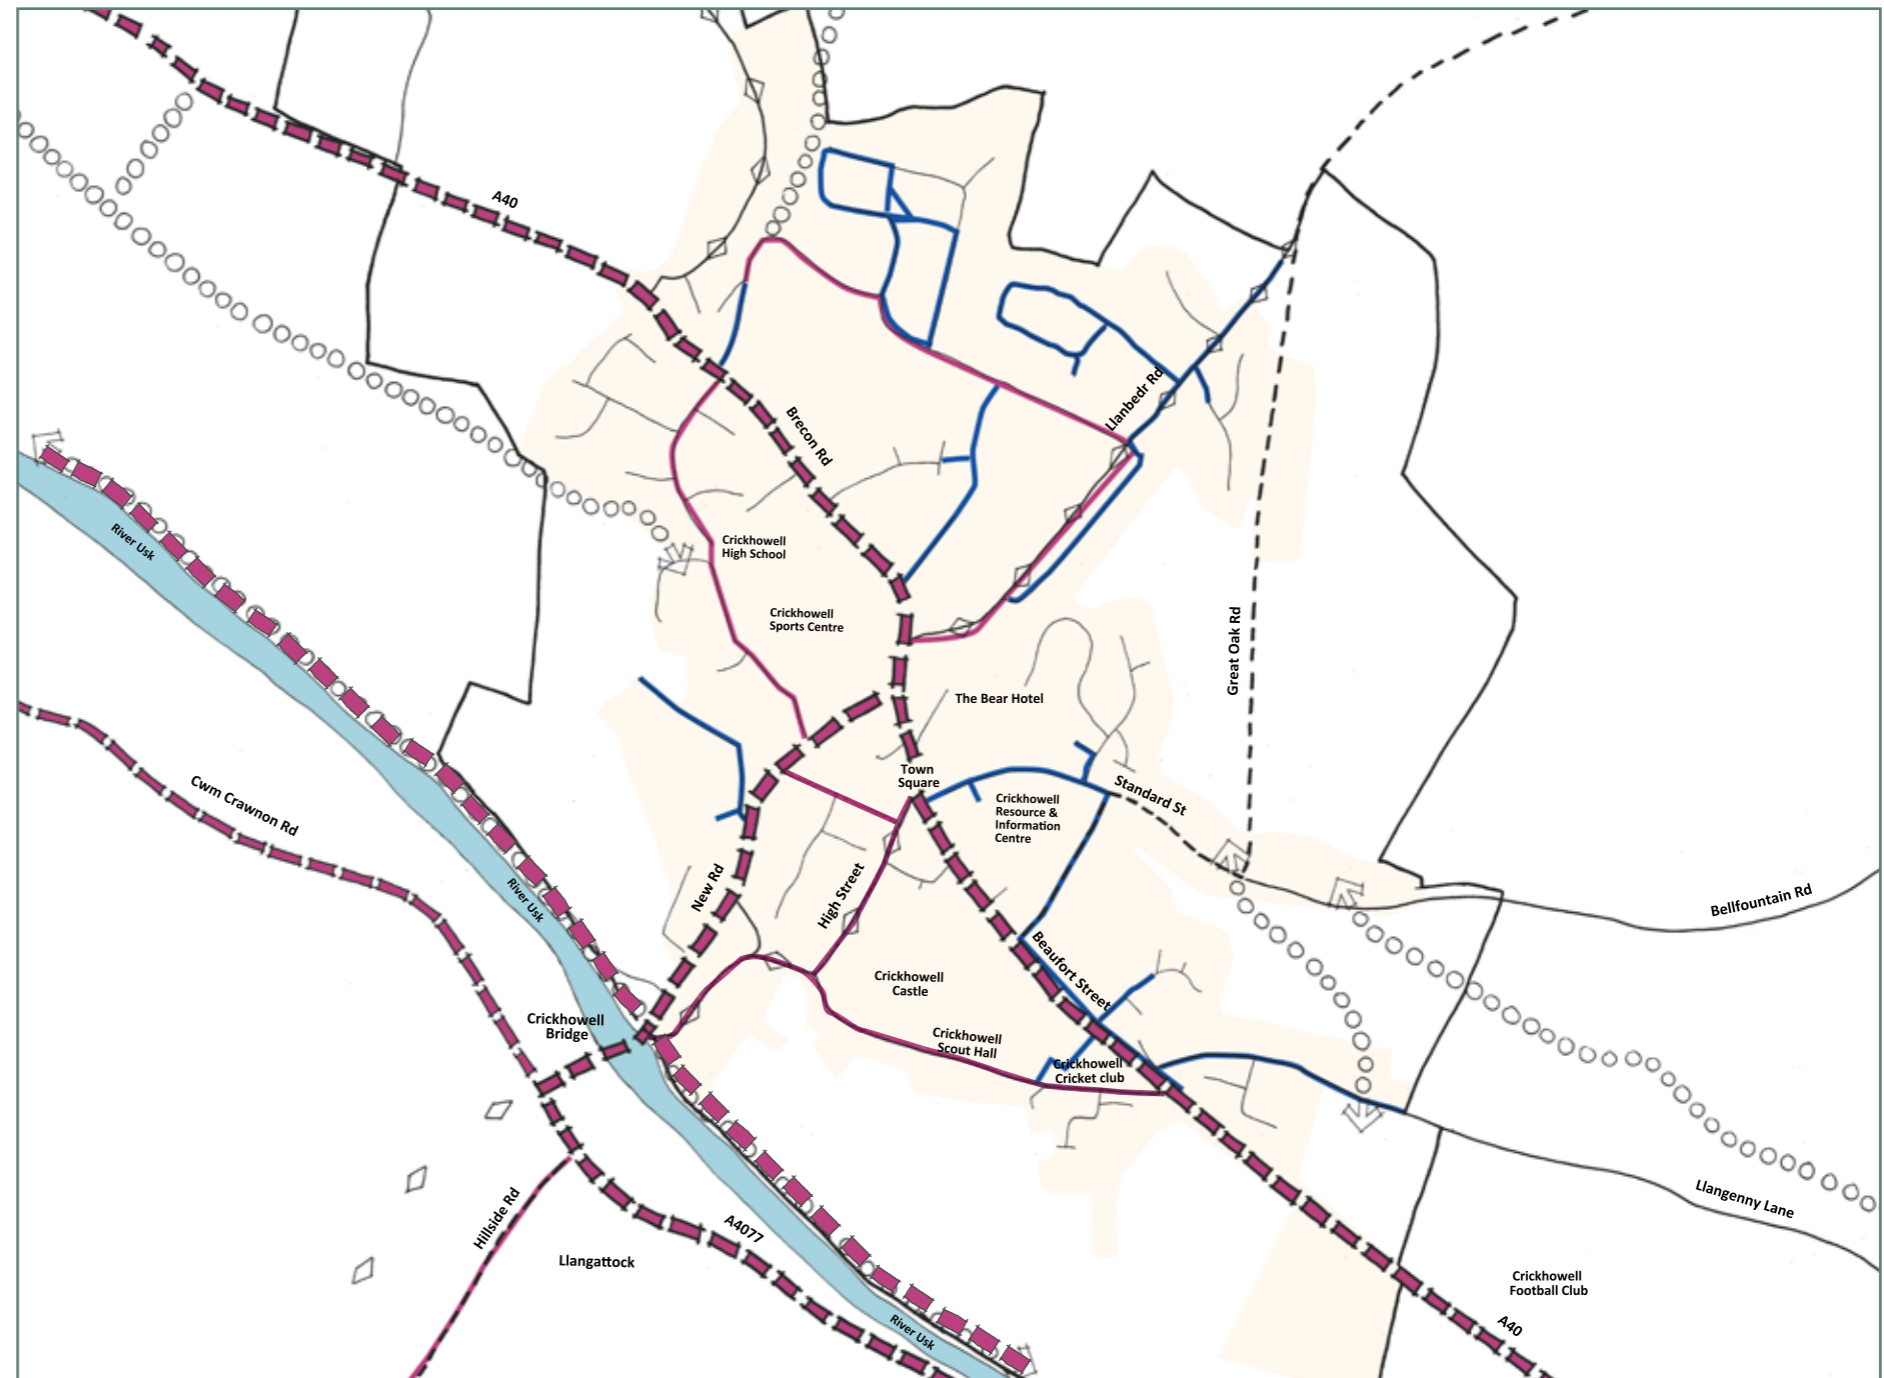 A40
Brecon Rd
Llanbedr Rd
River Usk
Crickhowell
High School
Crickhowell
Sports Centre
Great Oak Rd
The Bear Hotel
Town
Square
Standard St
Crickhowell
Resource &
Information
Centre
Cwm Crawnon Rd
River Usk
New Rd
High Street
Bellfountain Rd
Beaufort Street
Crickhowell
Castle
Crickhowell
Bridge
Crickhowell
Scout Hall
Crickhowell
Cricket club
Hillside Rd
A4077
Llangattock
Llangenny Lane
Crickhowell
Football Club
River Usk
A40